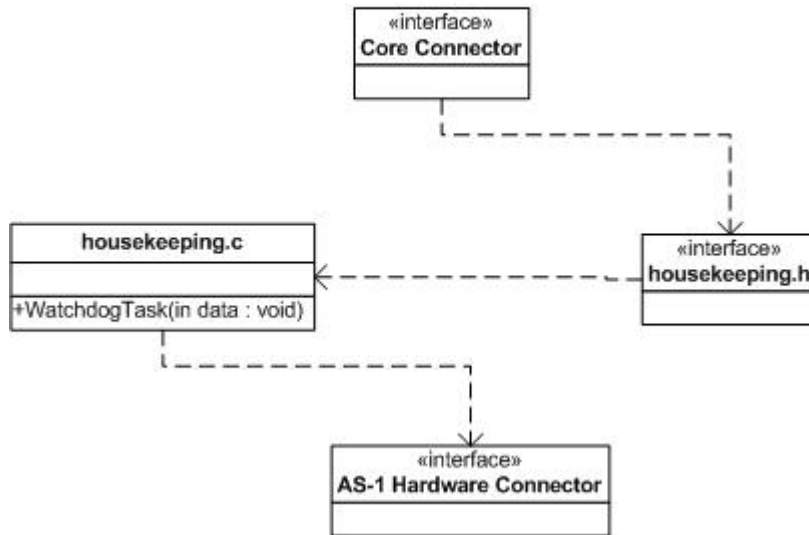 «interface»
Core Connector
housekeeping.c
+WatchdogTask(in data : void)
«interface»
housekeeping.h
«interface»
AS-1 Hardware Connector